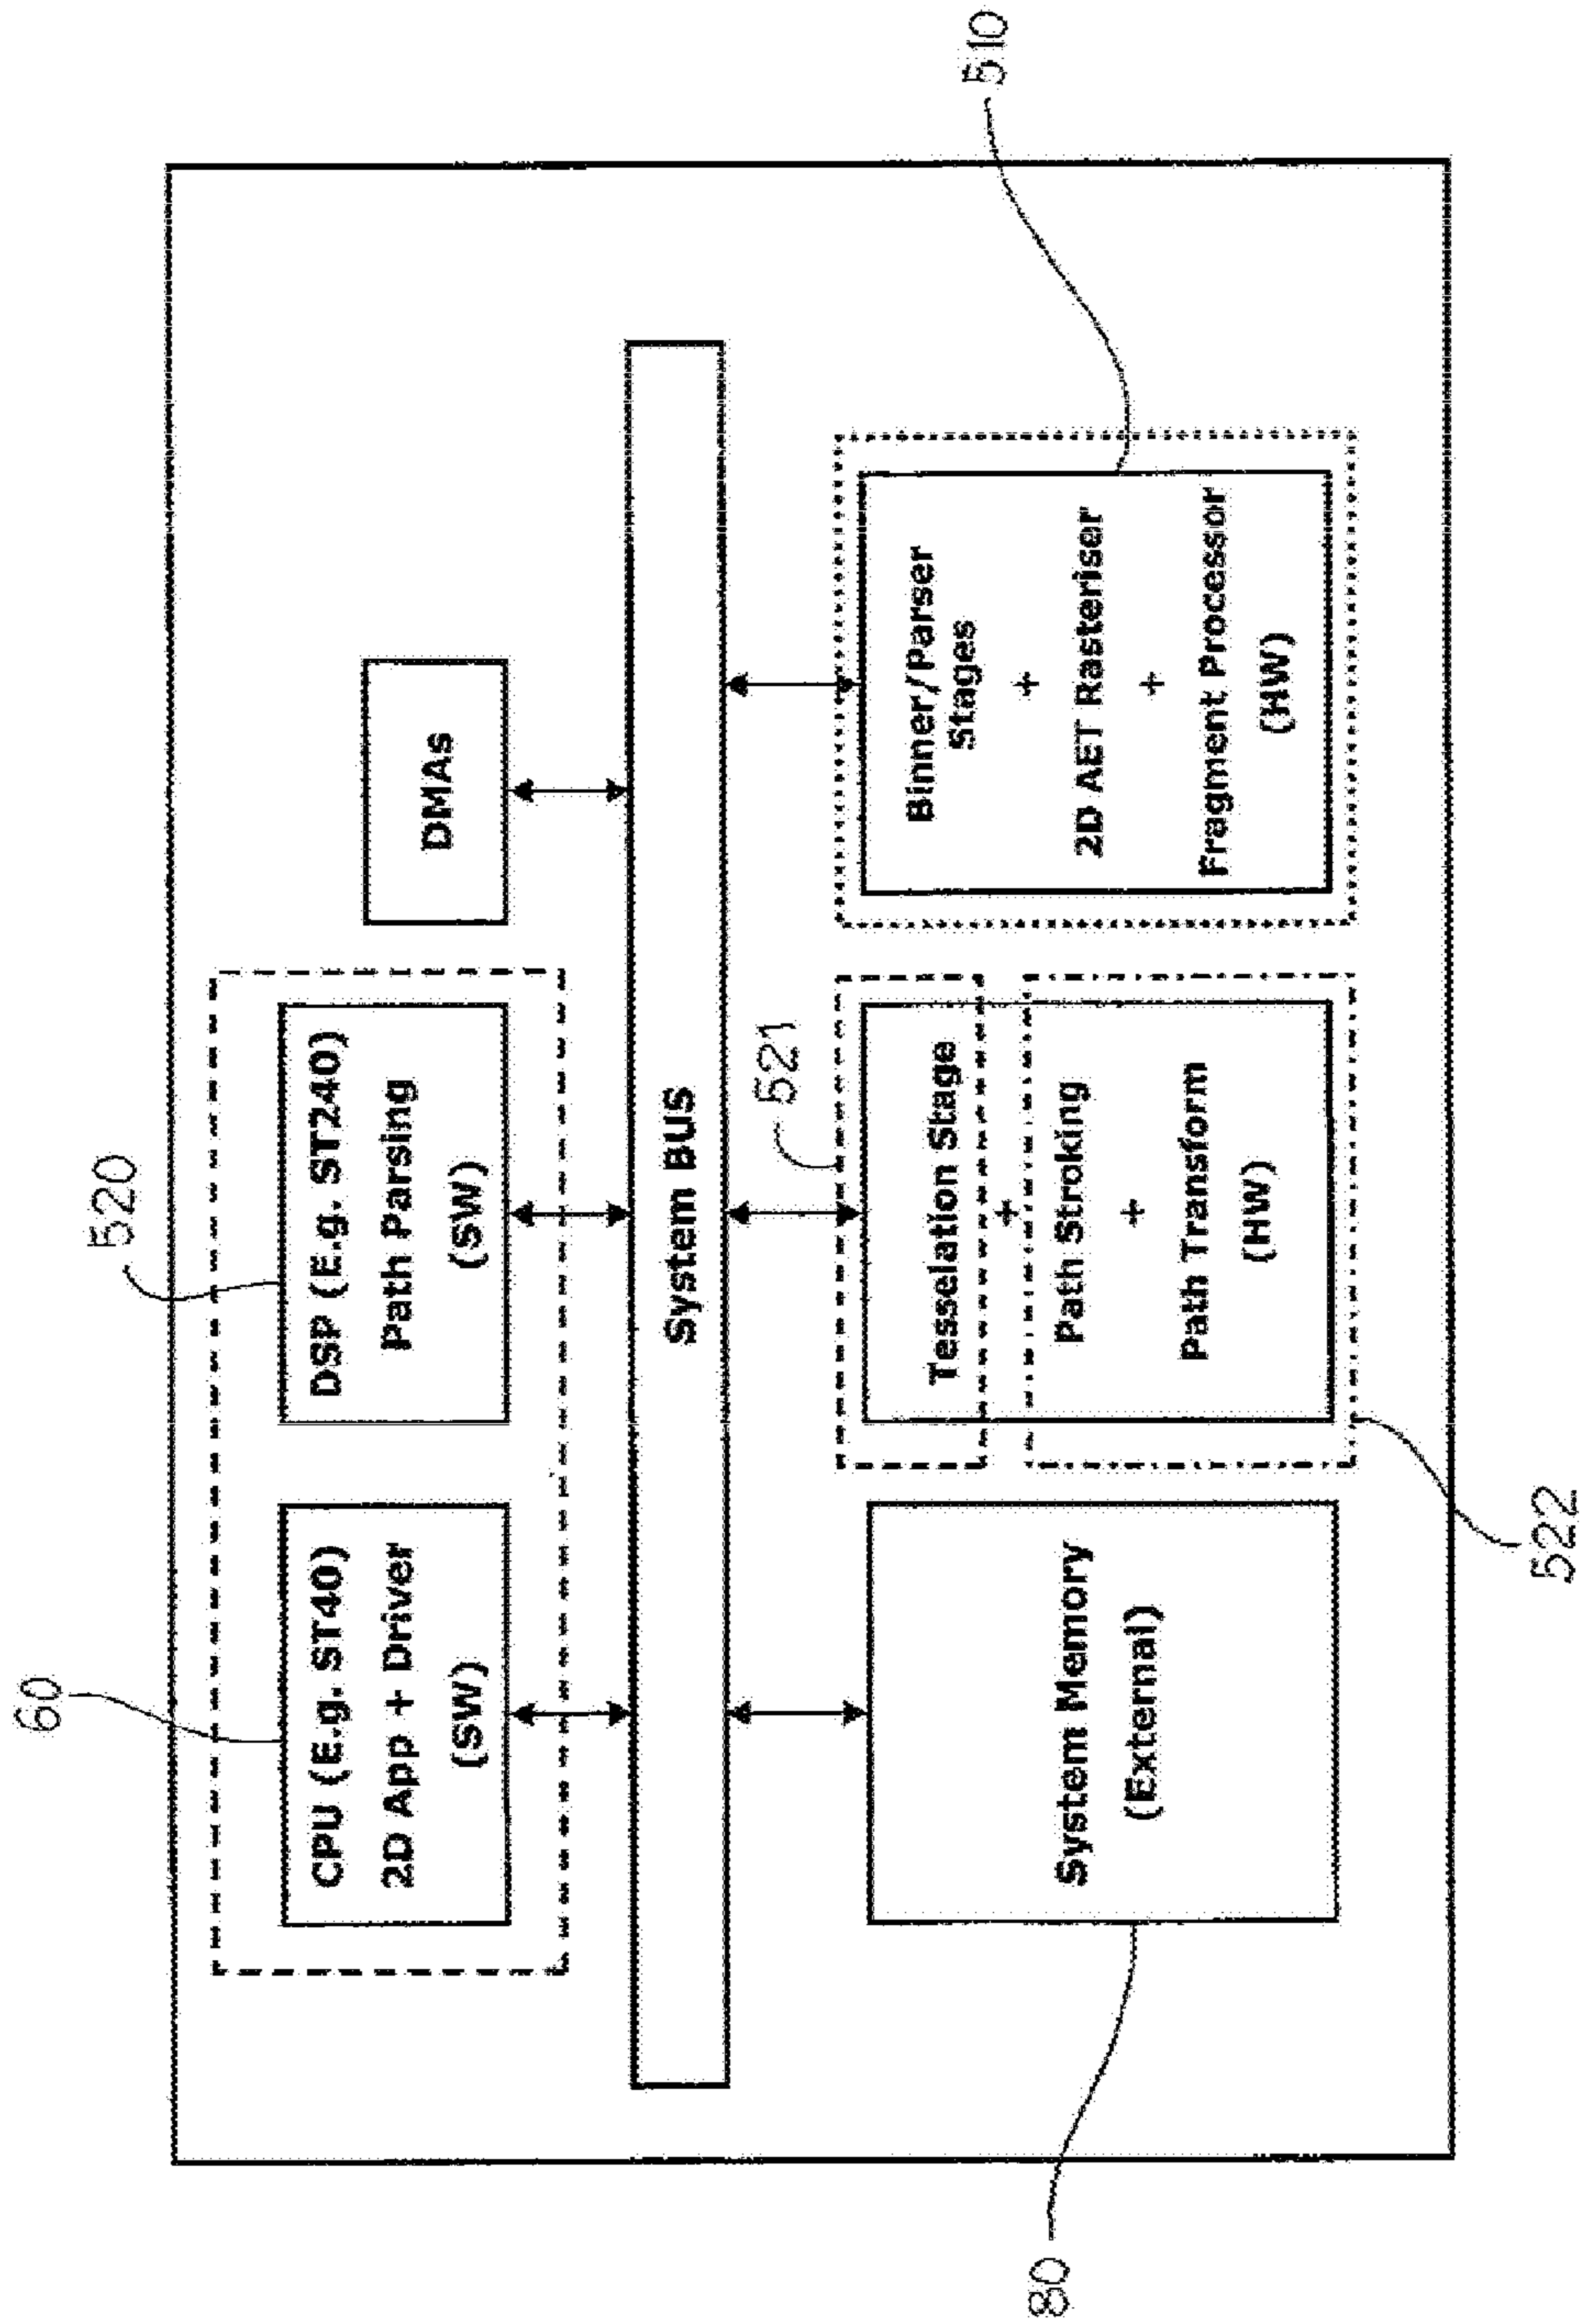 60
520
CPU (E.g. ST40)
2D App + Driver
(SW)
DSP (E.g. ST240)
Path Parsing
(SW)
DMAs
System BUS
521
System Memory
(External)
Tesselation Stage
+
Path Stroking
+
Path Transform
(HW)
Binner/Parser
Stages
+
2D AET Rasteriser
+
Fragment Processor
(HW)
80
522
510